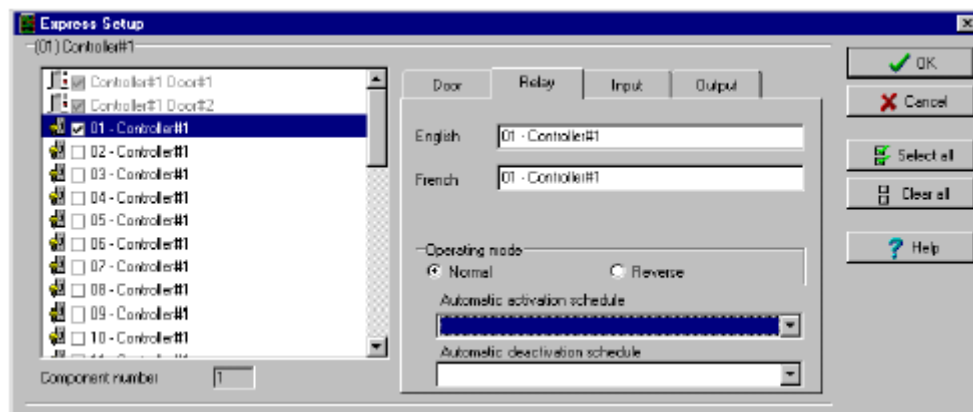 Express Setup
(01) Controller#1
Controller#1 Door#1
Controller#1 Door#2
01 - Controller#1
02 - Controller#1
03 - Controller#1
04 - Controller#1
05 - Controller#1
06 - Controller#1
07 - Controller#1
08 - Controller#1
09 - Controller#1
10 - Controller#1
Component number 1
Door Relay Input Output
English 01 - Controller#1
French 01 - Controller#1
Operating mode
Normal Reverse
Automatic activation schedule
Automatic deactivation schedule
OK
Cancel
Select all
Clear all
Help